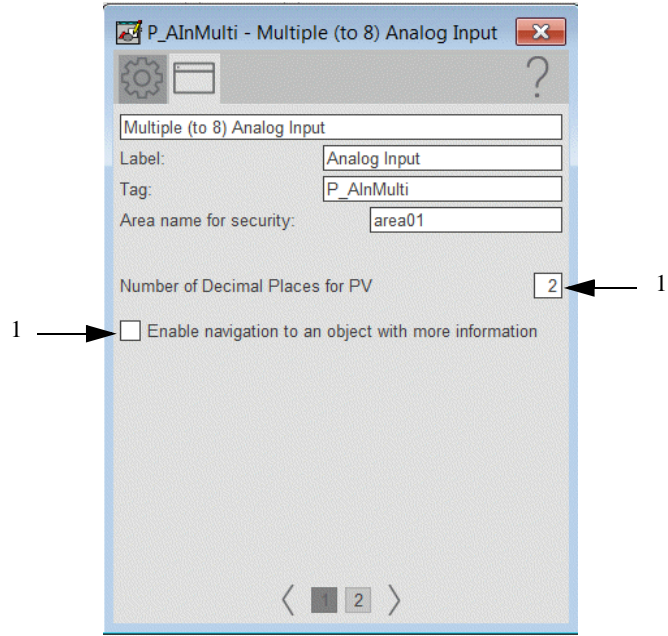 P_AInMulti - Multiple (to 8) Analog Input
?
Multiple (to 8) Analog Input
Label: Analog Input
Tag: P_AInMulti
Area name for security: area01
Number of Decimal Places for PV 2 1
1 Enable navigation to an object with more information
1 2